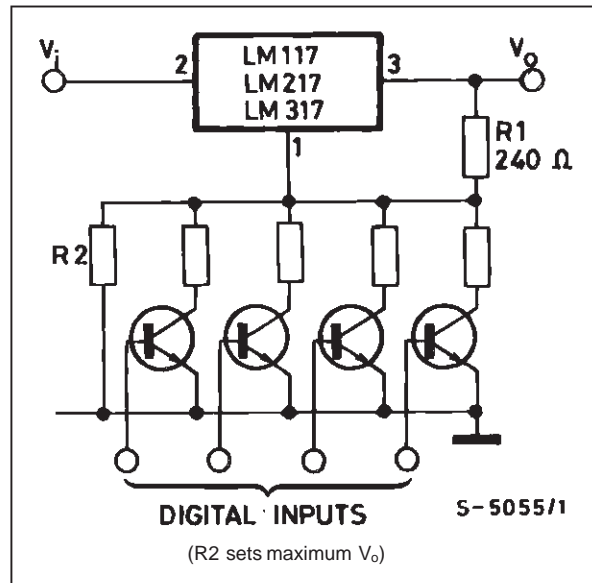 Vi
Vo
2
LM117
LM217
LM317
3
1
R1
240 Ω
R2
DIGITAL INPUTS
S-5055/1
(R2 sets maximum Vo)